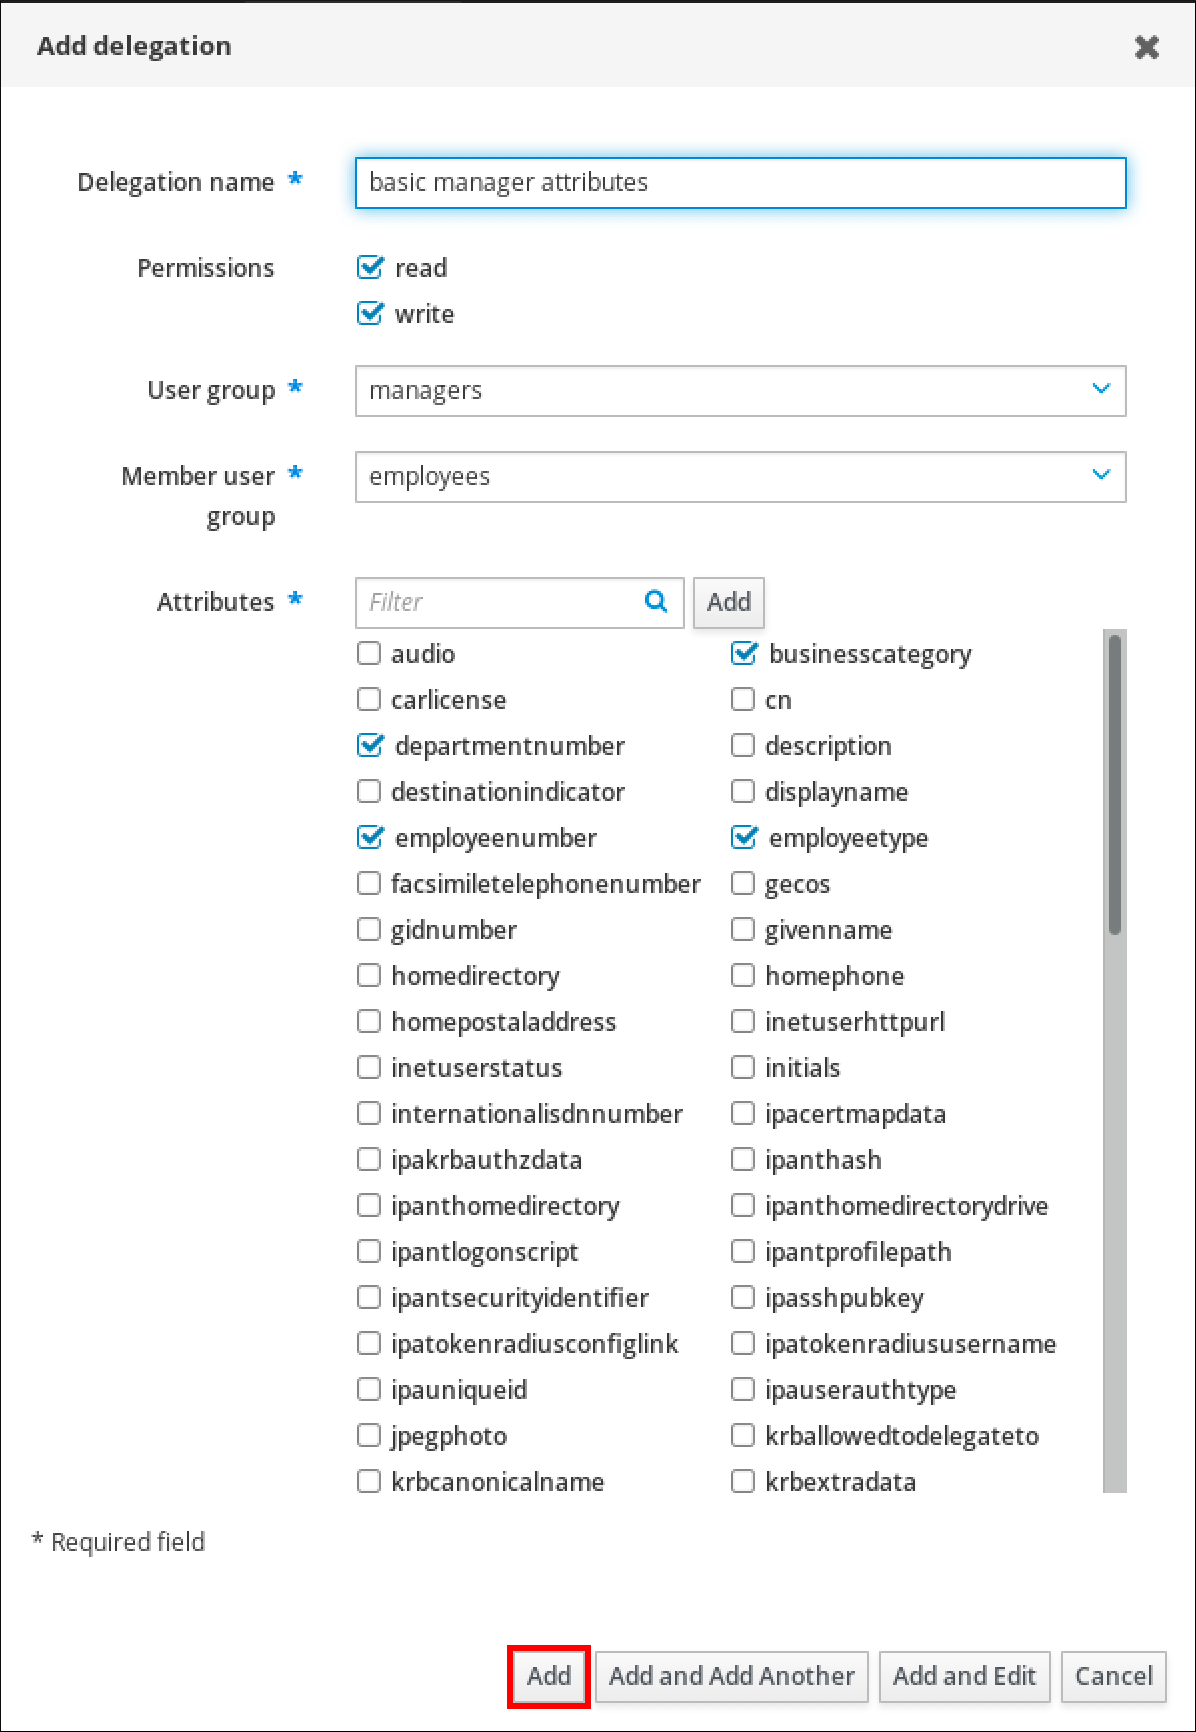 Add delegation
Delegation name *
basic manager attributes
Permissions
read
write
User group *
managers
Member user *
group
employees
Attributes *
Filter
Add
audio
businesscategory
carlicense
cn
departmentnumber
description
destinationindicator
displayname
employeenumber
employeetype
facsimiletelephonenumber
gecos
gidnumber
givenname
homedirectory
homephone
homepostaladdress
inetuserhttpurl
inetuserstatus
initials
internationalisdnnumber
ipacertmapdata
ipakrbauthzdata
ipanthash
ipanthomedirectory
ipanthomedirectorydrive
ipantlogonscript
ipantprofilepath
ipantsecurityidentifier
ipasshpubkey
ipatokenradiusconfiglink
ipatokenradiususername
ipauniqueid
ipauserauthtype
jpegphoto
krballowedtodelegateto
krbcanonicalname
krbextradata
* Required field
Add
Add and Add Another
Add and Edit
Cancel